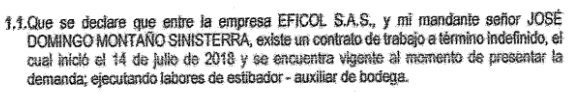 1.1.Que se declare que entre la empresa EFICOL S.A.S., y mi mandante señor JOSÉ
DOMINGO MONTAÑO SINISTERRA, existe un contrato de trabajo a término indefinido, el
cual inició el 14 de julio de 2018 y se encuentra vigente al momento de presentar la
demanda; ejecutando labores de estibador - auxiliar de bodega.